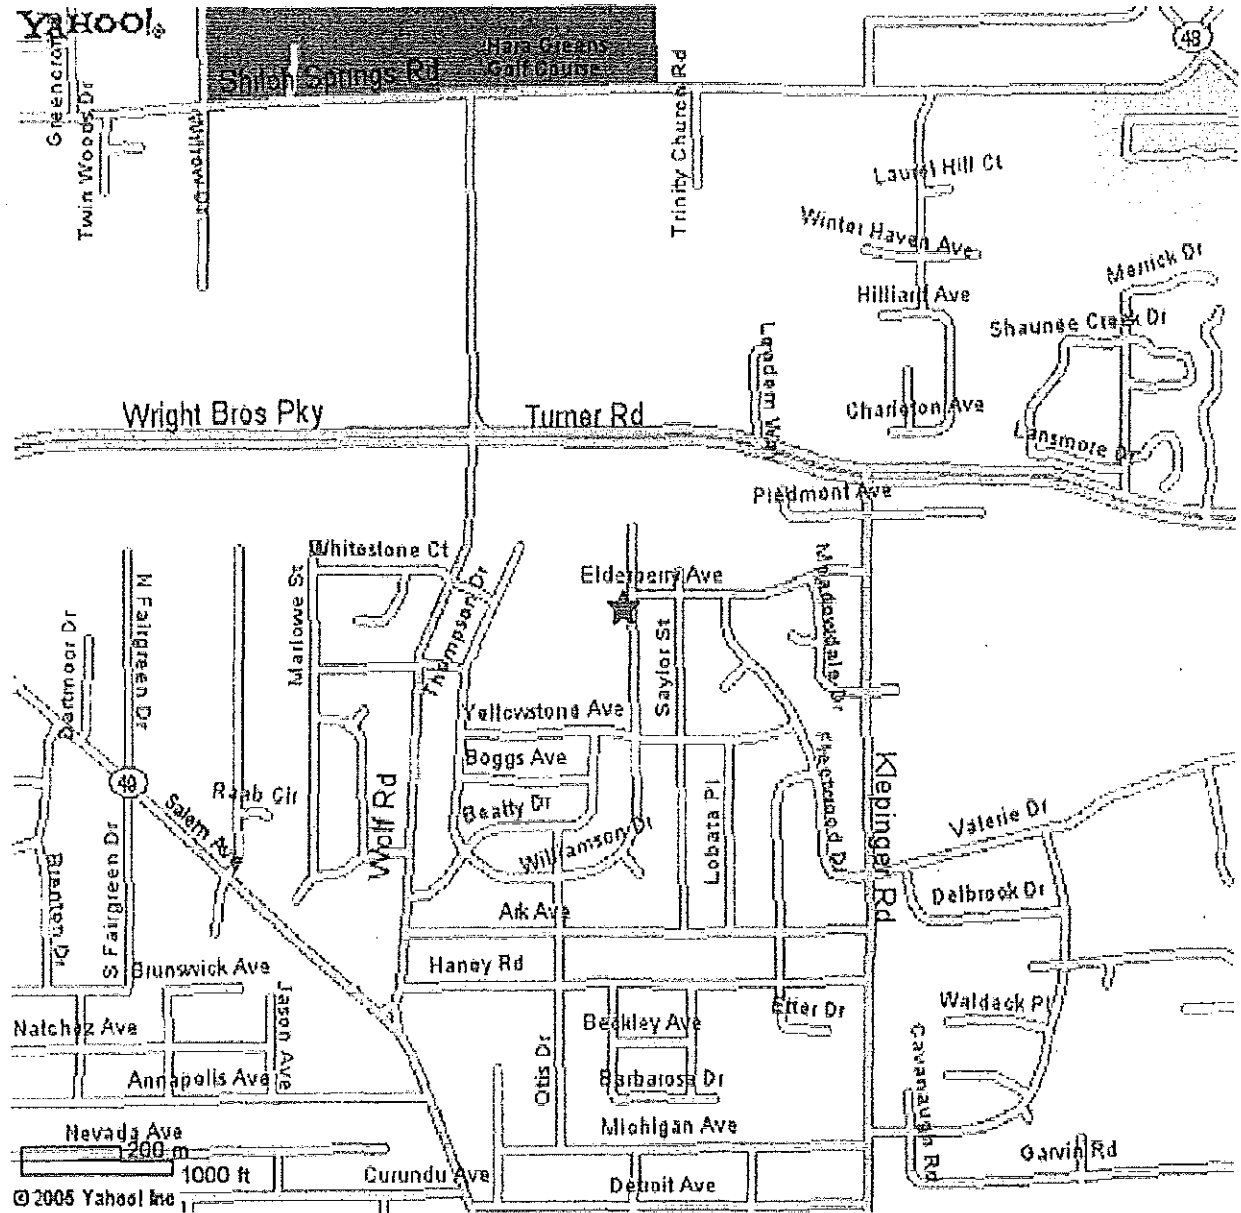 YAHOO!
Hara Greens
Golf Course
48
Shiloh Springs Rd
Twin Woods Dr
Trinity Church Rd
Laurel Hill Ct
Winter Haven Ave
Merrick Dr
Hilliard Ave
Shaunee Creek Dr
Wright Bros Pky
Turner Rd
Charleton Ave
Lansmore Dr
Piedmont Ave
Whitestone Ct
Elderberry Ave
Meadowdale Dr
N Fairgreen Dr
Marlowe St
Thompson Dr
Saylor St
Dartmoor Dr
Yellowstone Ave
Boggs Ave
Klepinger Rd
49
Salem Ave
Raab Cir
Wolf Rd
Beatty Dr
Williamson Dr
Lobata Pl
Valerie Dr
Delbrook Dr
S Fairgreen Dr
Ark Ave
Brunswick Ave
Haney Rd
Jason Ave
Natchez Ave
Otis Dr
Beckley Ave
Etter Dr
Waldeck Pl
Annapolis Ave
Barbarosa Dr
Cavanaugh Rd
Nevada Ave
Michigan Ave
Garvin Rd
200 m
1000 ft
Curundu Ave
Detroit Ave
© 2005 Yahoo! Inc